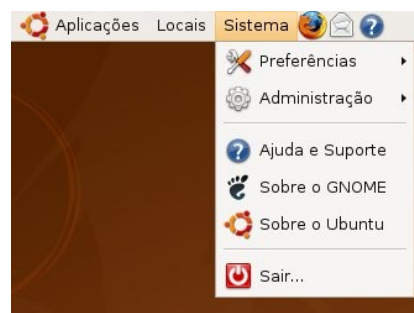 Aplicações Locais Sistema
Preferências
Administração
Ajuda e Suporte
Sobre o GNOME
Sobre o Ubuntu
Sair...